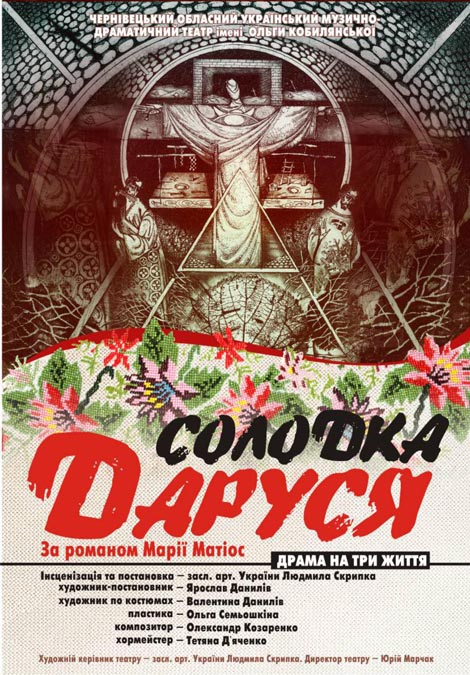 ЧЕРНІВЕЦЬКИЙ ОБЛАСНИЙ УКРАЇНСЬКИЙ МУЗИЧНО-
ДРАМАТИЧНИЙ ТЕАТР імені ОЛЬГИ КОБИЛЯНСЬКОЇ
СОЛОДКА
ДАРУСЯ
За романом Марії Матіос
ДРАМА НА ТРИ ЖИТТЯ
Інсценізація та постановка – засл. арт. України Людмила Скрипка
художник-постановник – Ярослав Данилів
художник по костюмах – Валентина Данилів
пластика – Ольга Семьошкіна
композитор – Олександр Козаренко
хормейстер – Тетяна Д'яченко
Художній керівник театру – засл. арт. України Людмила Скрипка. Директор театру – Юрій Марчак